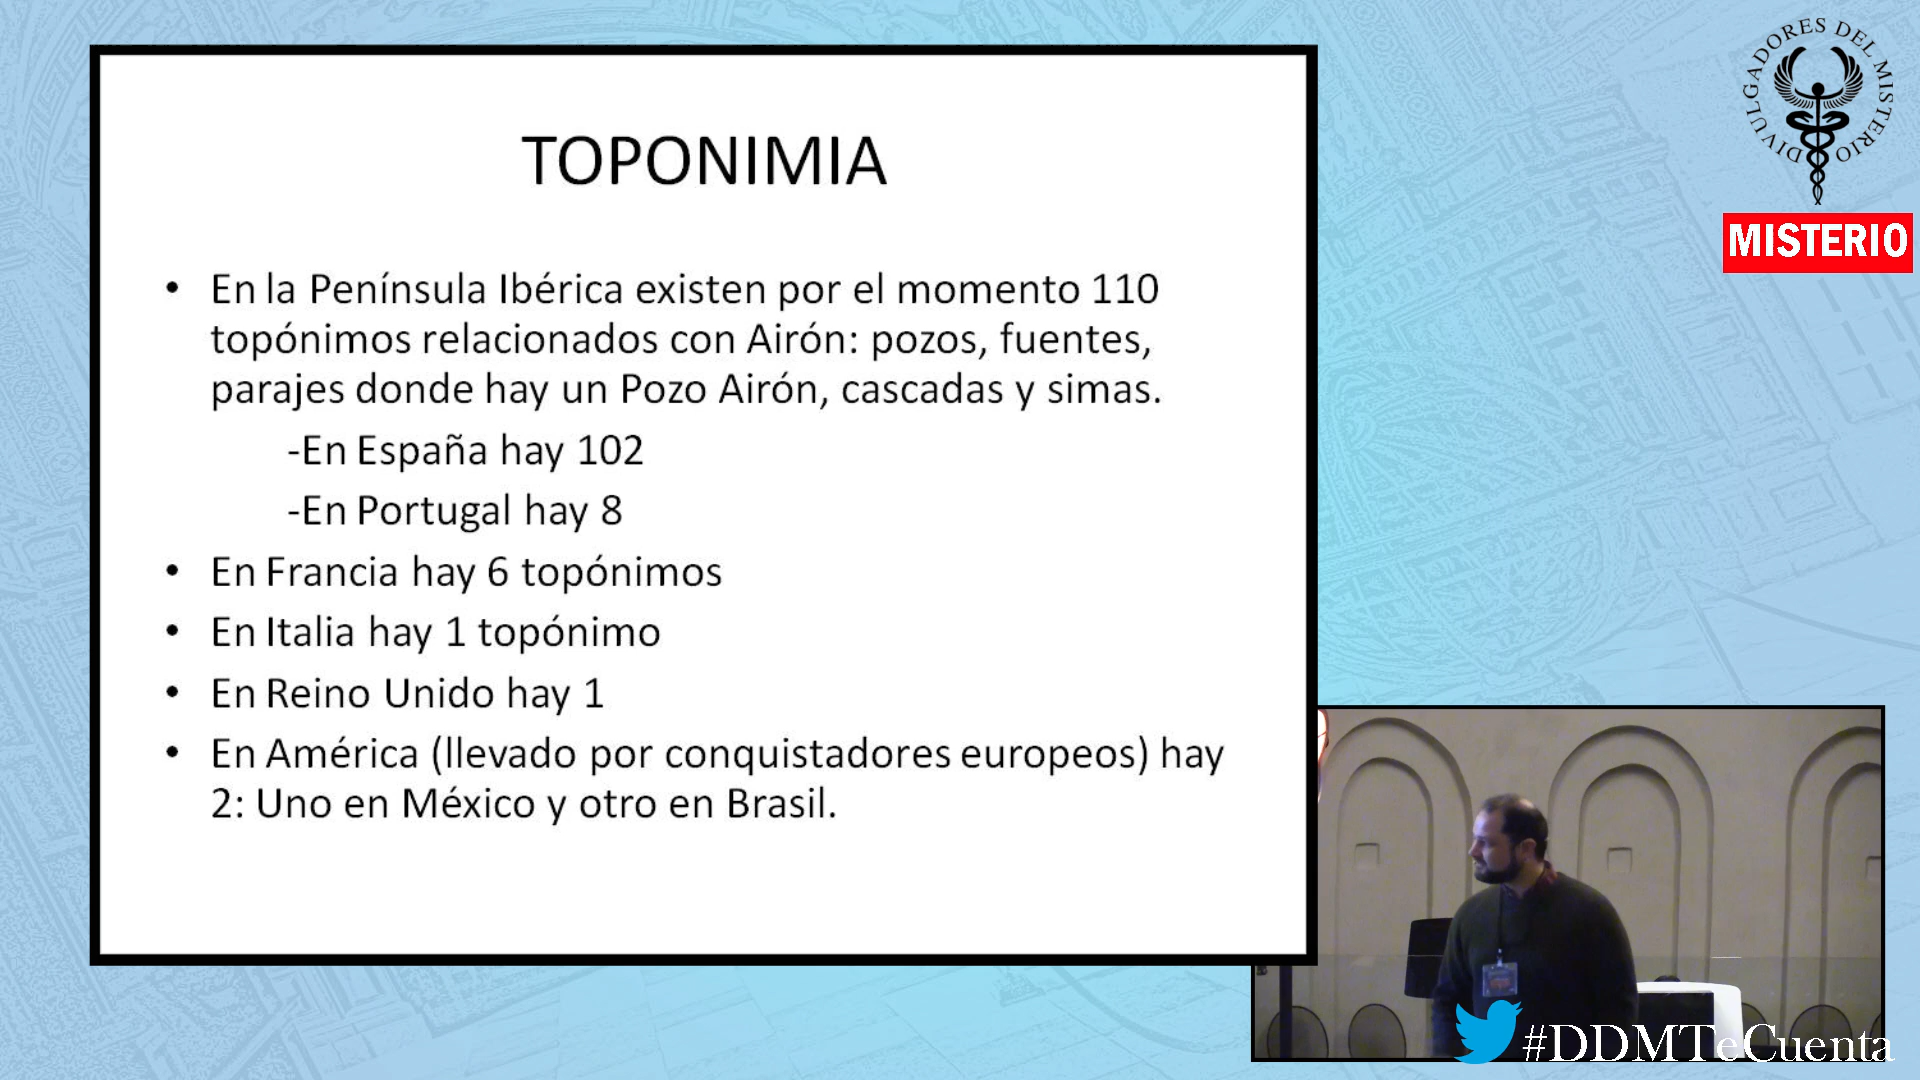 TOPONIMIA
• En la Península Ibérica existen por el momento 110
topónimos relacionados con Airón: pozos, fuentes,
parajes donde hay un Pozo Airón, cascadas y simas.
-En España hay 102
-En Portugal hay 8
• En Francia hay 6 topónimos
• En Italia hay 1 topónimo
• En Reino Unido hay 1
• En América (llevado por conquistadores europeos) hay
2: Uno en México y otro en Brasil.
DIVULGADORES DEL MISTERIO
MISTERIO
#DDMTeCuenta